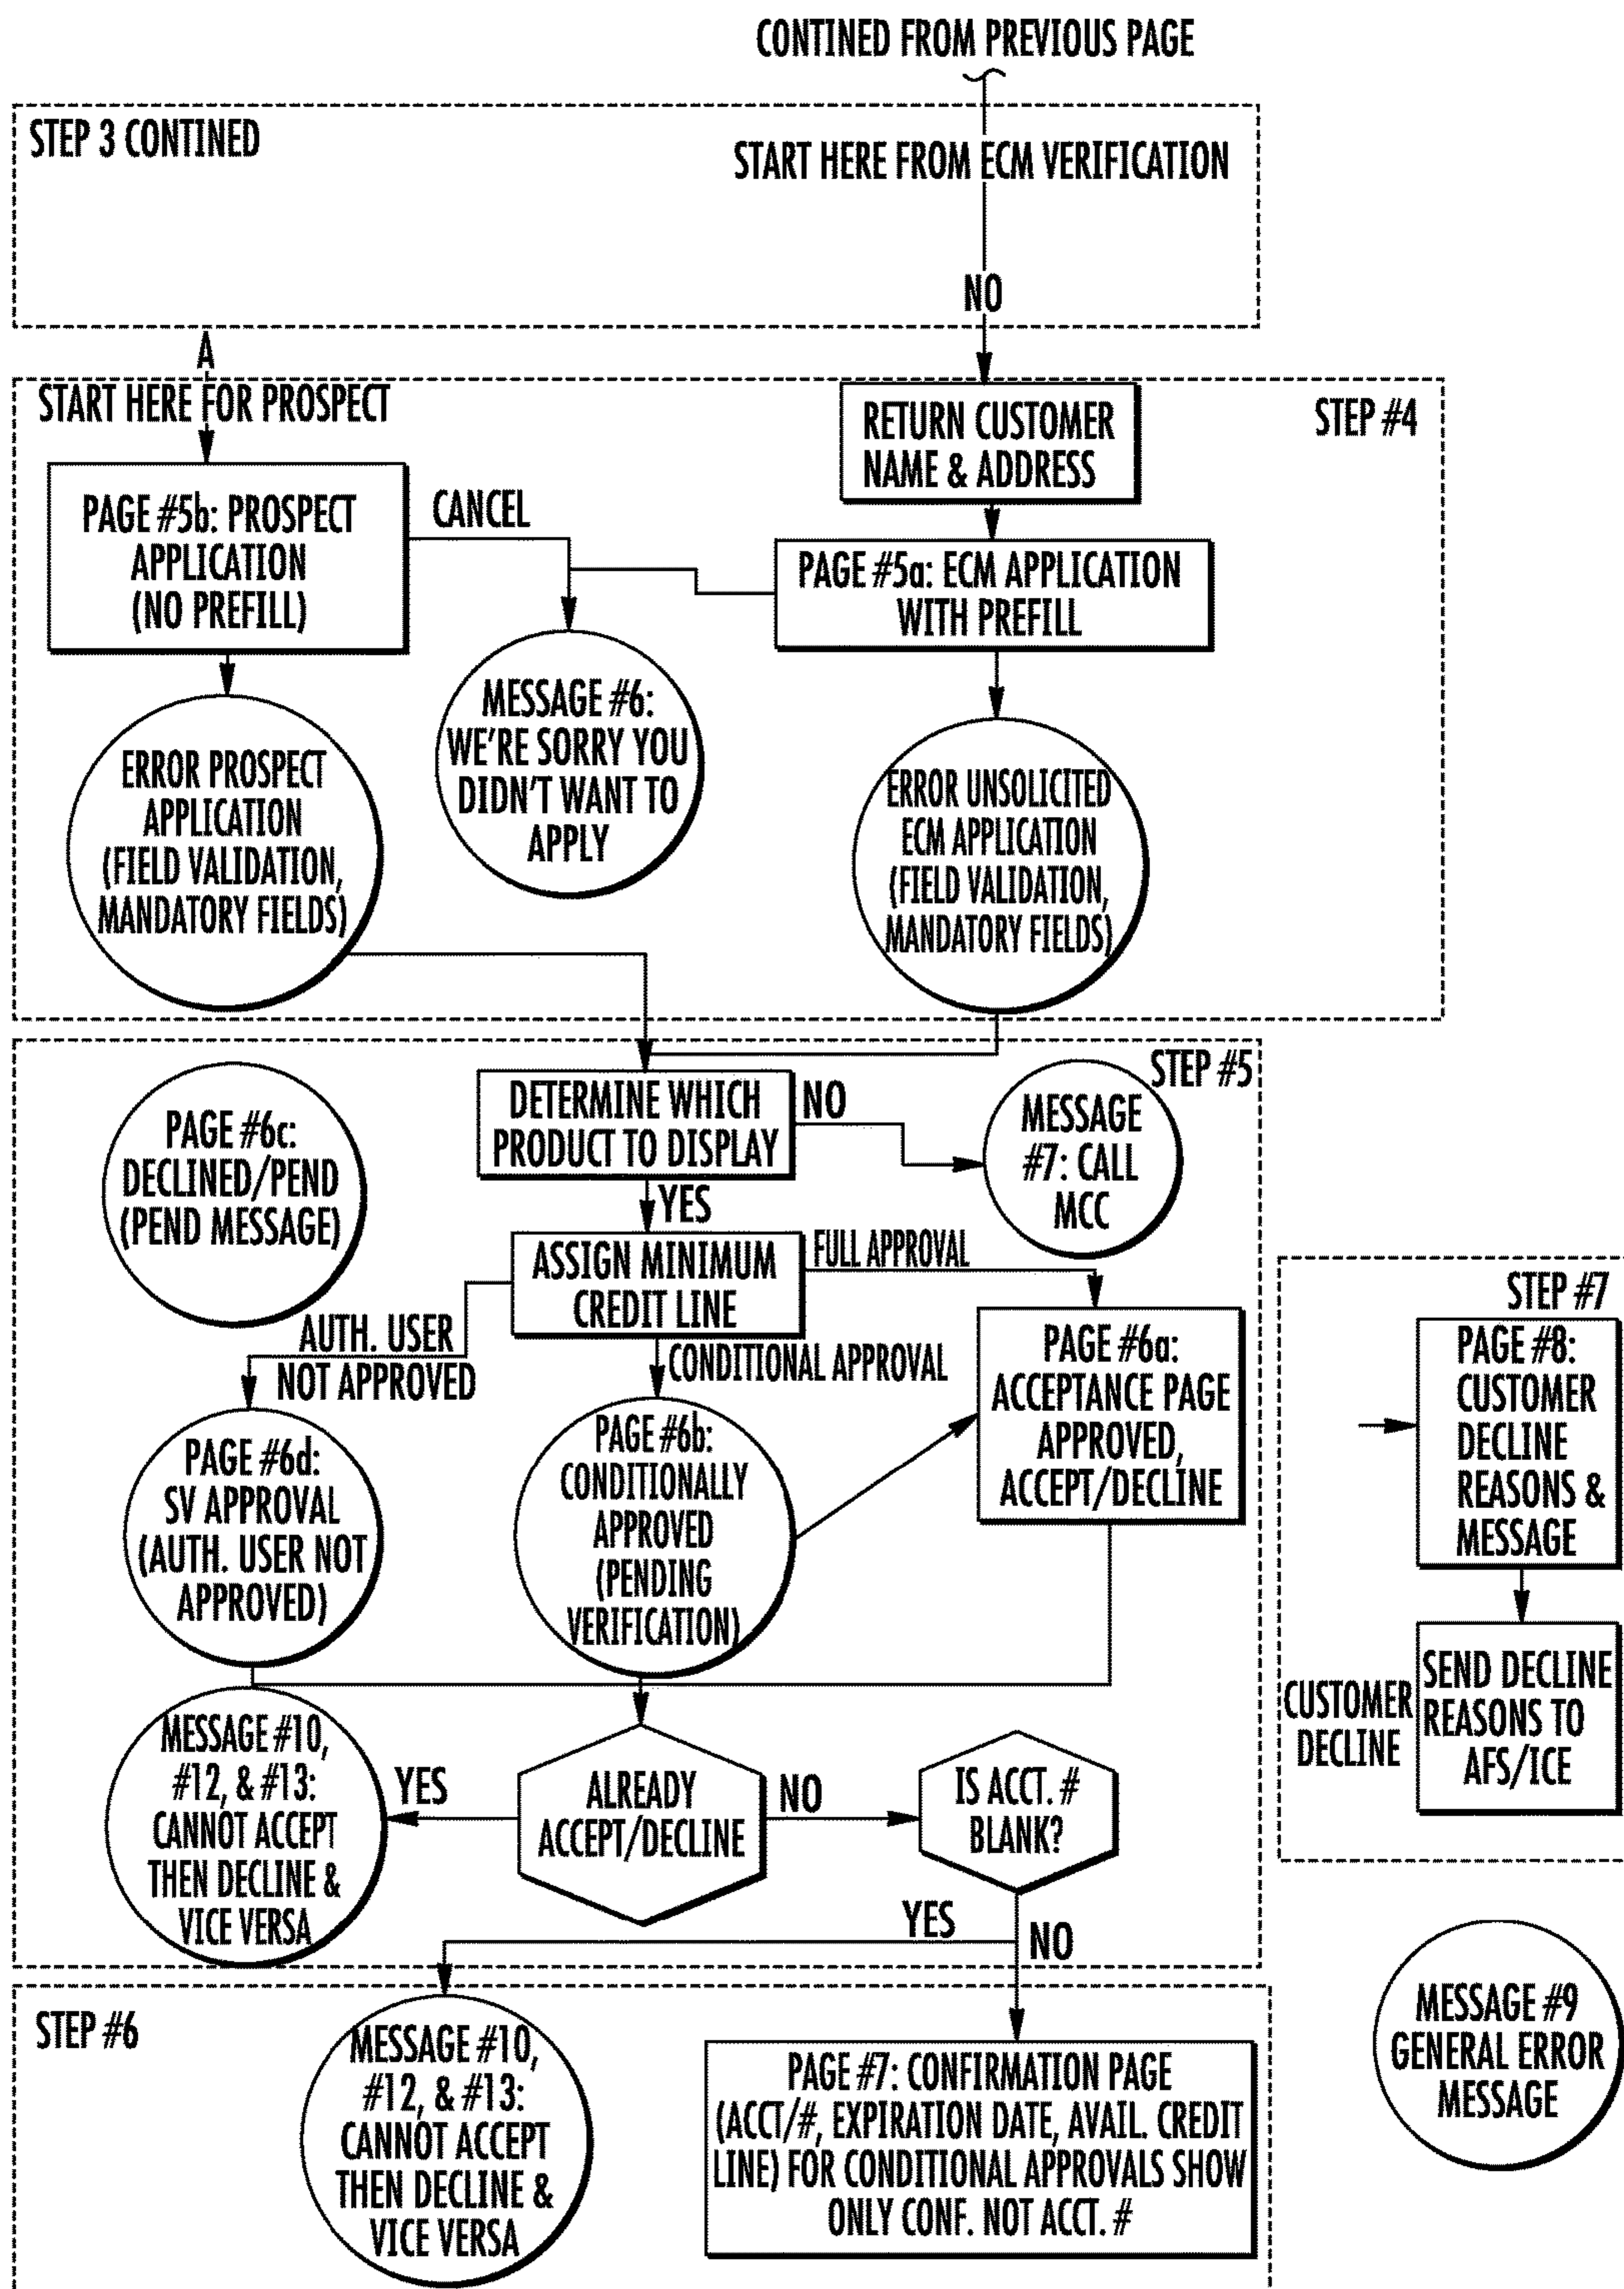 CONTINED FROM PREVIOUS PAGE
STEP 3 CONTINED
START HERE FROM ECM VERIFICATION
NO
A
START HERE FOR PROSPECT
STEP #4
RETURN CUSTOMER
NAME & ADDRESS
PAGE #5b: PROSPECT
APPLICATION
(NO PREFILL)
CANCEL
PAGE #5a: ECM APPLICATION
WITH PREFILL
MESSAGE #6:
WE'RE SORRY YOU
DIDN'T WANT TO
APPLY
ERROR PROSPECT
APPLICATION
(FIELD VALIDATION,
MANDATORY FIELDS)
ERROR UNSOLICITED
ECM APPLICATION
(FIELD VALIDATION,
MANDATORY FIELDS)
STEP #5
PAGE #6c:
DECLINED/PEND
(PEND MESSAGE)
DETERMINE WHICH
PRODUCT TO DISPLAY
NO
MESSAGE
#7: CALL
MCC
YES
ASSIGN MINIMUM
CREDIT LINE
FULL APPROVAL
AUTH. USER
NOT APPROVED
CONDITIONAL APPROVAL
PAGE #6a:
ACCEPTANCE PAGE
APPROVED,
ACCEPT/DECLINE
PAGE #6d:
SV APPROVAL
(AUTH. USER NOT
APPROVED)
PAGE #6b:
CONDITIONALLY
APPROVED
(PENDING
VERIFICATION)
STEP #7
PAGE #8:
CUSTOMER
DECLINE
REASONS &
MESSAGE
CUSTOMER
DECLINE
SEND DECLINE
REASONS TO
AFS/ICE
MESSAGE #10,
#12, & #13:
CANNOT ACCEPT
THEN DECLINE &
VICE VERSA
YES
ALREADY
ACCEPT/DECLINE
NO
IS ACCT. #
BLANK?
YES
NO
STEP #6
MESSAGE #10,
#12, & #13:
CANNOT ACCEPT
THEN DECLINE &
VICE VERSA
PAGE #7: CONFIRMATION PAGE
(ACCT/#, EXPIRATION DATE, AVAIL. CREDIT
LINE) FOR CONDITIONAL APPROVALS SHOW
ONLY CONF. NOT ACCT. #
MESSAGE #9
GENERAL ERROR
MESSAGE